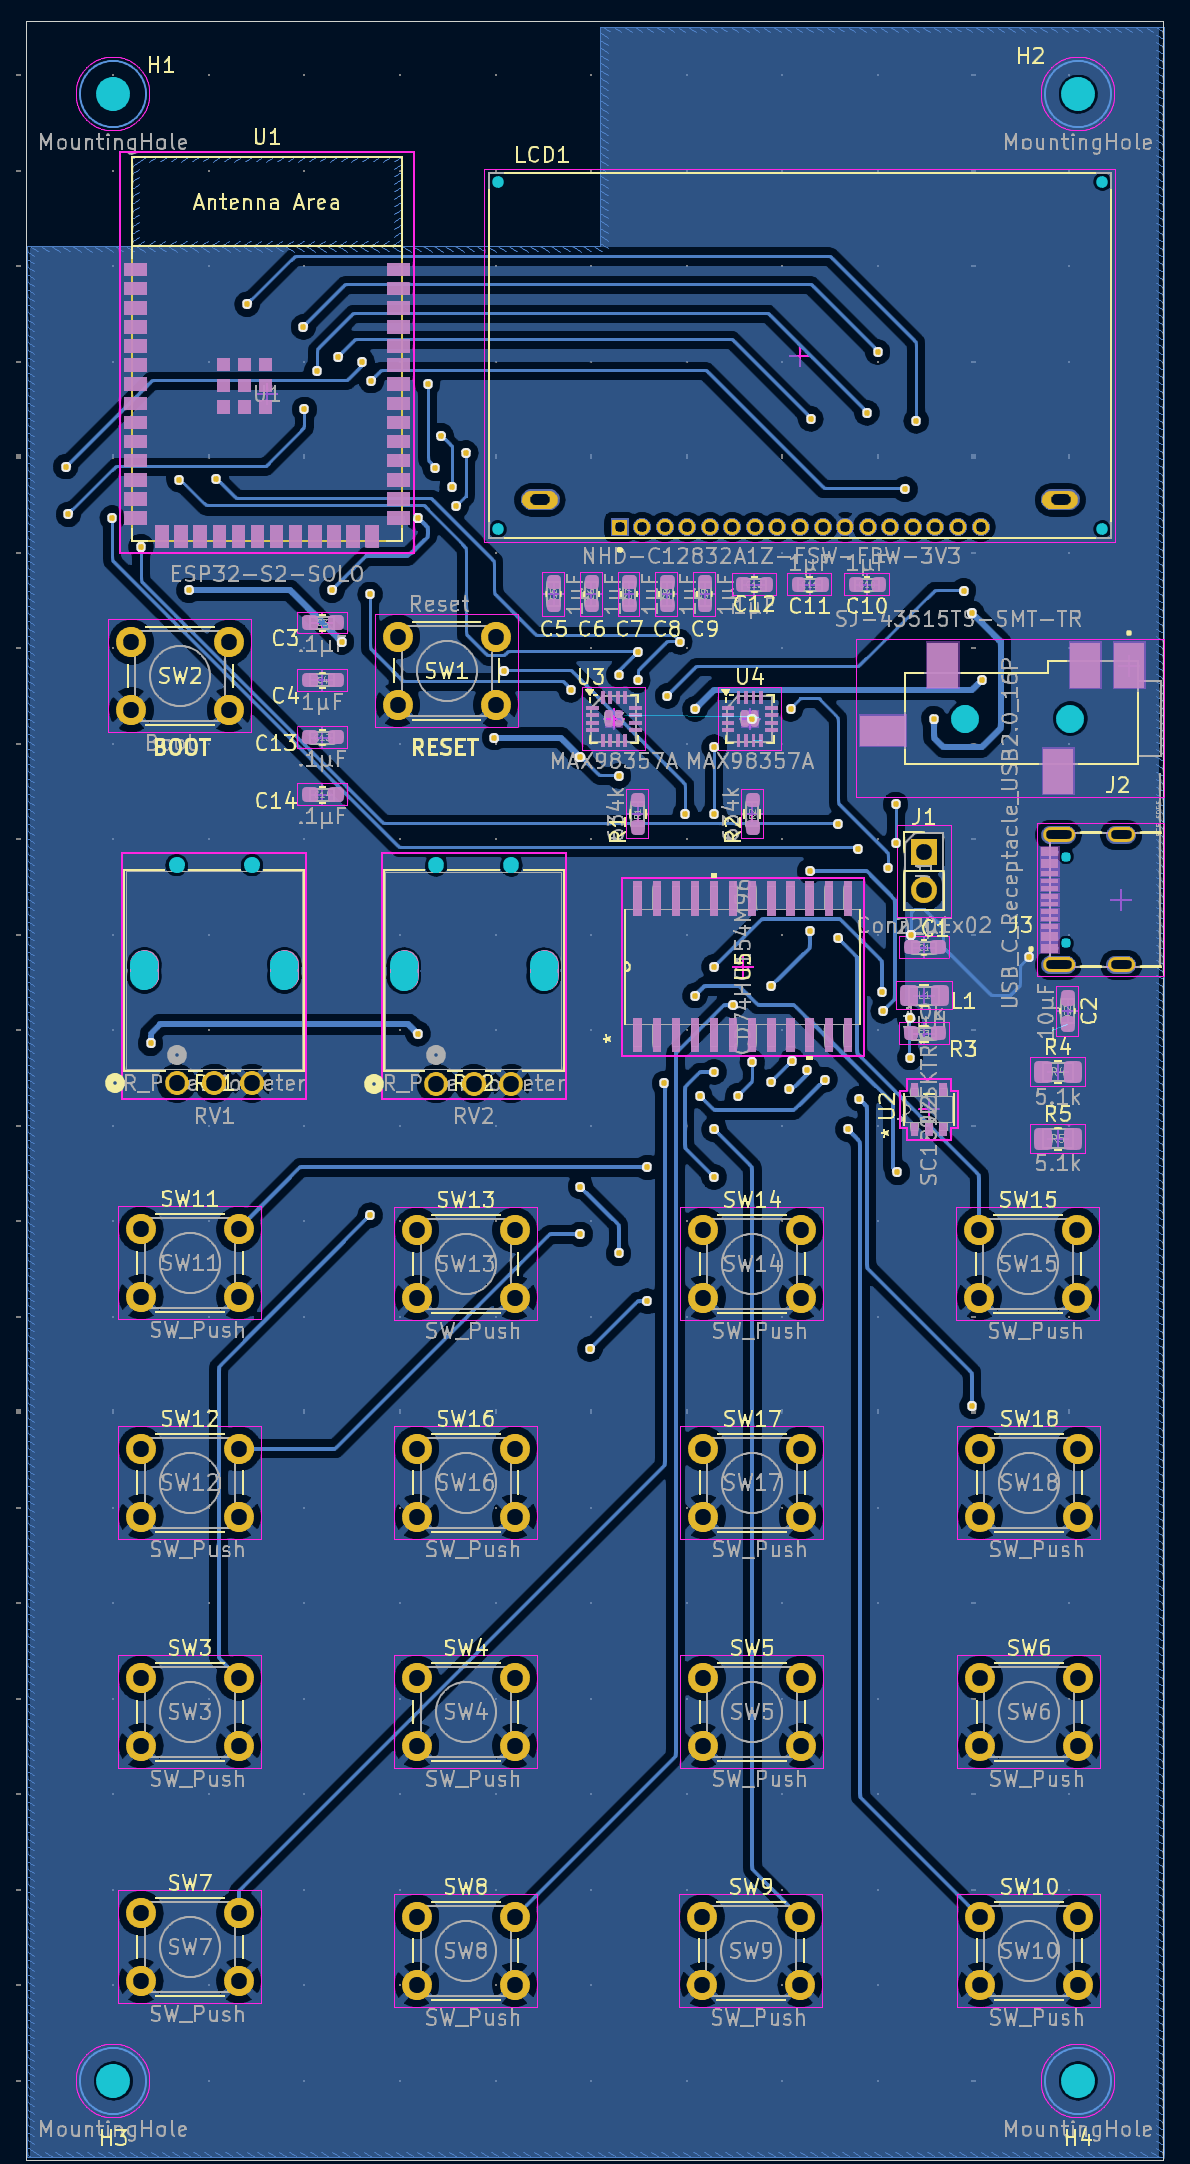 H1
H2
MountingHole
MountingHole
U1
LCD1
Antenna Area
U1
NHD-C12832A1Z-FSW-FBW-3V3
ESP32-S2-SOLO
1µF
1µF
1µF
1µF
1µF
C12
C11
C10
Reset
C5
C6
C7
C8
C9
SJ-43515TS-SMT-TR
C3
.1µF
SW2
SW1
U3
U4
C4
.1µF
BOOT
RESET
C13
.1µF
MAX98357A
MAX98357A
J2
C14
.1µF
R1
R2
J1
USB_C_Receptacle_USB2.0_16P
C1
J3
L1
10µF
C2
R3
R4
5.1k
U2
R5
5.1k
RV1
RV2
SW11
SW13
SW14
SW15
SW11
SW13
SW14
SW15
SW_Push
SW_Push
SW_Push
SW_Push
SW12
SW16
SW17
SW18
SW12
SW16
SW17
SW18
SW_Push
SW_Push
SW_Push
SW_Push
SW3
SW4
SW5
SW6
SW3
SW4
SW5
SW6
SW_Push
SW_Push
SW_Push
SW_Push
SW7
SW8
SW9
SW10
SW7
SW8
SW9
SW10
SW_Push
SW_Push
SW_Push
SW_Push
MountingHole
MountingHole
H3
H4